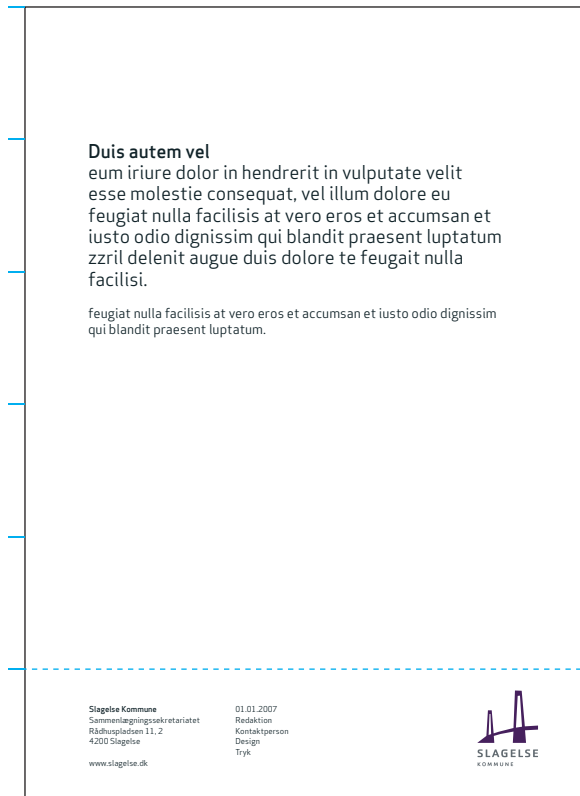 Duis autem vel
eum iriure dolor in hendrerit in vulputate velit
esse molestie consequat, vel illum dolore eu
feugiat nulla facilisis at vero eros et accumsan et
iusto odio dignissim qui blandit praesent luptatum
zzril delenit augue duis dolore te feugait nulla
facilisi.
feugiat nulla facilisis at vero eros et accumsan et iusto odio dignissim
qui blandit praesent luptatum.
Slagelse Kommune
Sammenlægningssekretariatet
Rådhuspladsen 11, 2
4200 Slagelse
www.slagelse.dk
01.01.2007
Redaktion
Kontaktperson
Design
Tryk
SLAGELSE
KOMMUNE